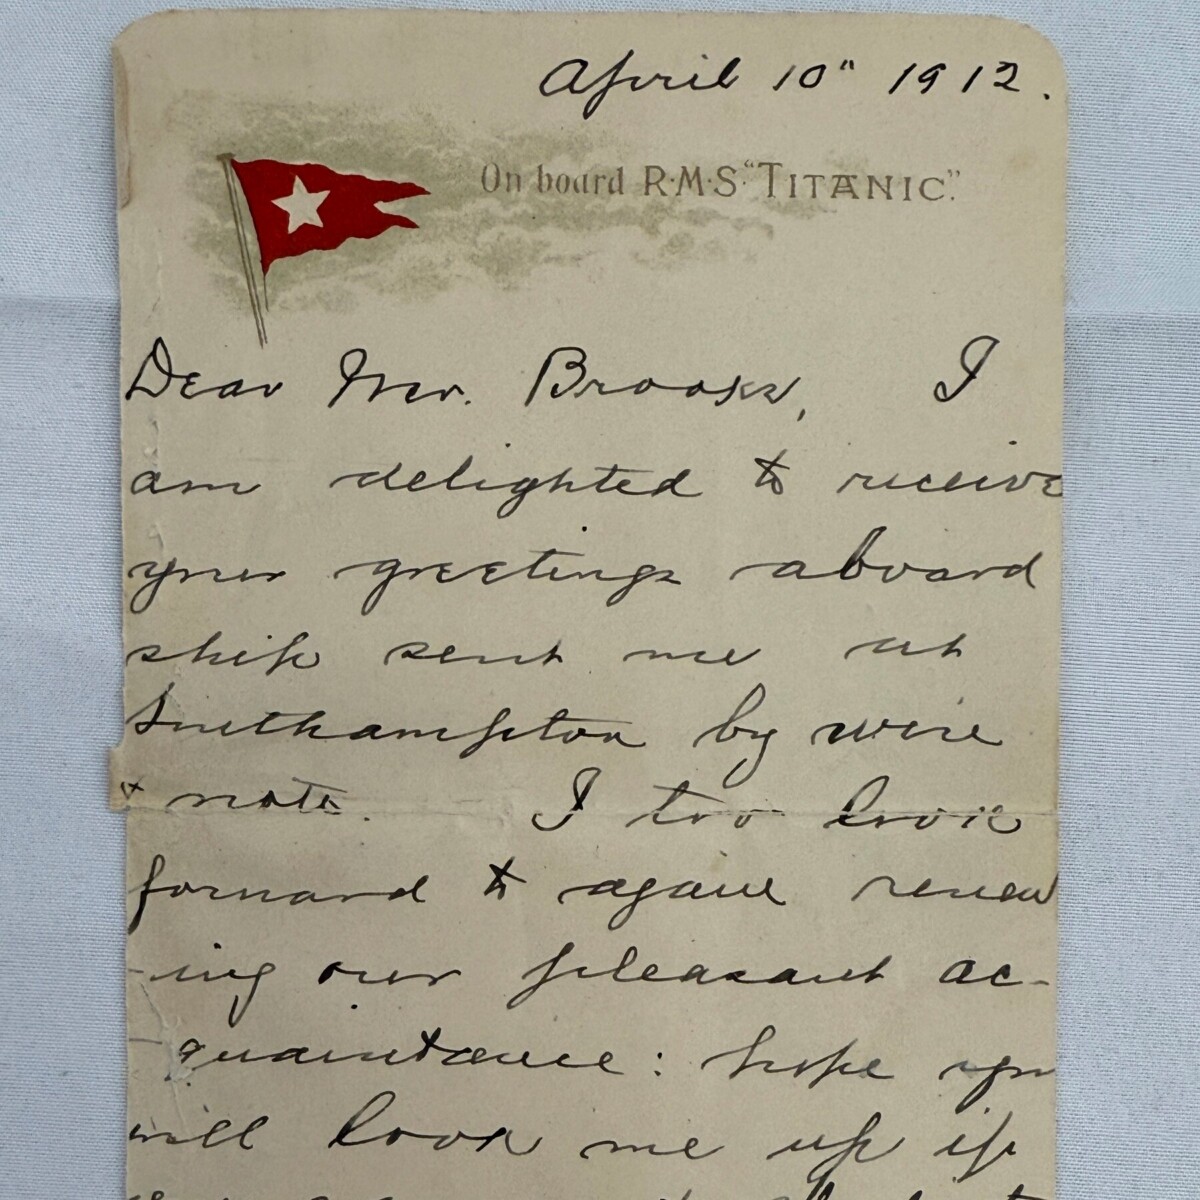 April 10" 1912.
On board R·M·S·"TITANIC".
Dear Mr. Brooks, I
am delighted to receive
your greetings aboard
ship sent me at
Southampton by wire
& note. I too look
forward to again renew
-ing our pleasant ac-
quaintance: hope you
will look me up if